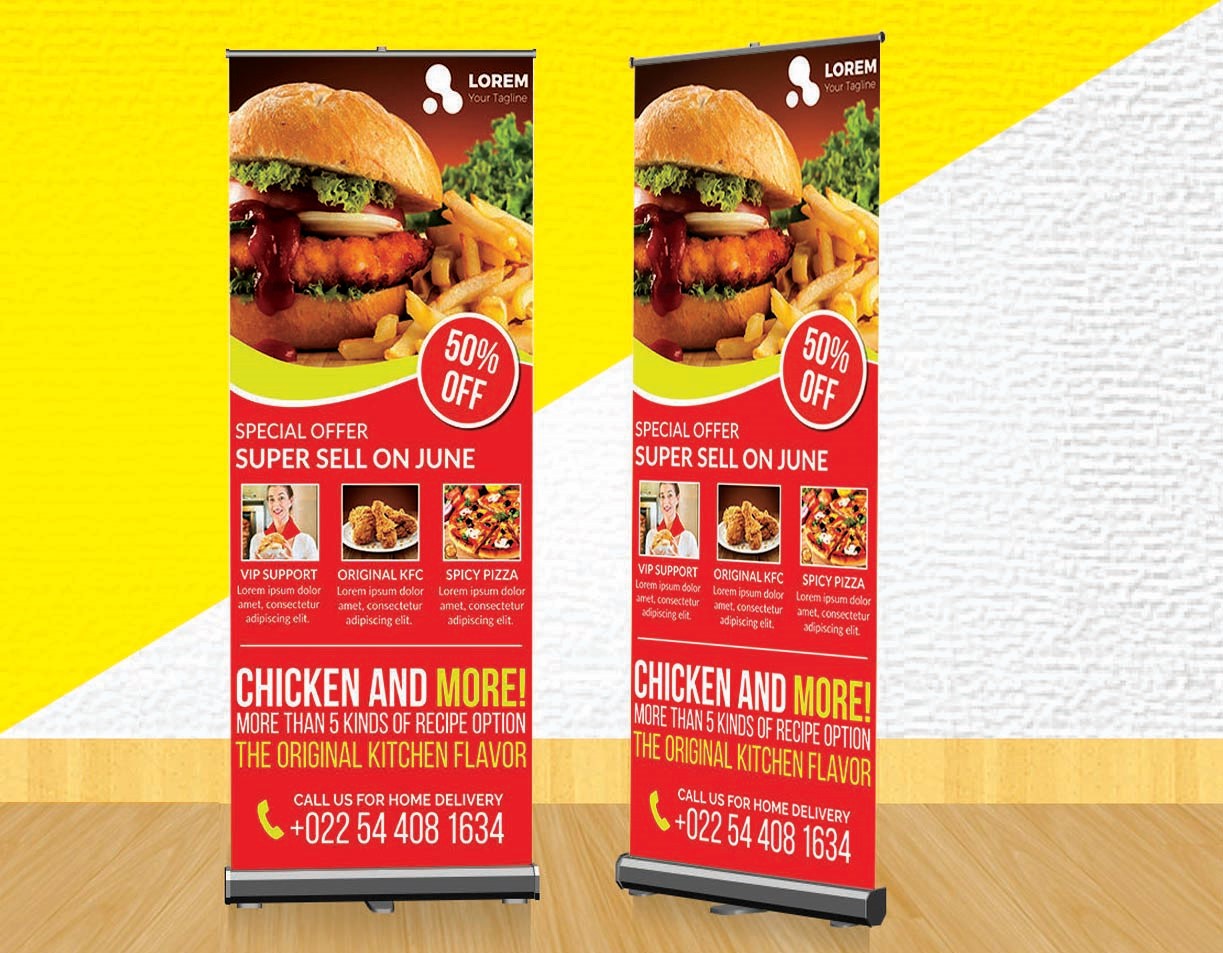 LOREM
Your Tagline
50%
OFF
SPECIAL OFFER
SUPER SELL ON JUNE
VIP SUPPORT
Lorem ipsum dolor
amet, consectetur
adipiscing elit.
ORIGINAL KFC
Lorem ipsum dolor
amet, consectetur
adipiscing elit.
SPICY PIZZA
Lorem ipsum dolor
amet, consectetur
adipiscing elit.
CHICKEN AND MORE!
MORE THAN 5 KINDS OF RECIPE OPTION
THE ORIGINAL KITCHEN FLAVOR
CALL US FOR HOME DELIVERY
+022 54 408 1634
LOREM
Your Tagline
50%
OFF
SPECIAL OFFER
SUPER SELL ON JUNE
VIP SUPPORT
Lorem ipsum dolor
amet, consectetur
adipiscing elit.
ORIGINAL KFC
Lorem ipsum dolor
amet, consectetur
adipiscing elit.
SPICY PIZZA
Lorem ipsum dolor
amet, consectetur
adipiscing elit.
CHICKEN AND MORE!
MORE THAN 5 KINDS OF RECIPE OPTION
THE ORIGINAL KITCHEN FLAVOR
CALL US FOR HOME DELIVERY
+022 54 408 1634